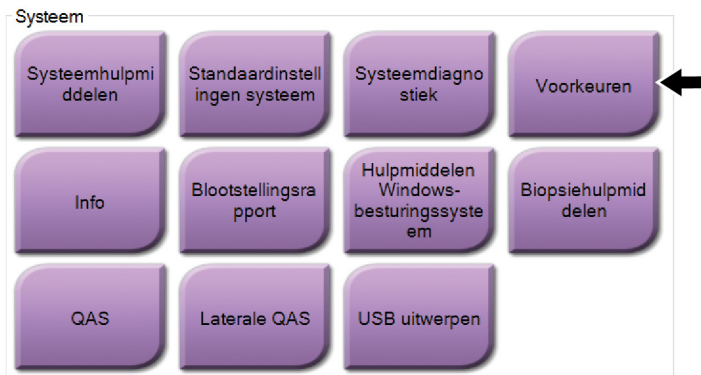 Systeem
Systeemhulpmi
ddelen
Standaardinstell
ingen systeem
Systeemdiagno
stiek
Voorkeuren
Info
Blootstellingsra
pport
Hulpmiddelen
Windows-
besturingssyste
em
Biopsiehulpmid
delen
QAS
Laterale QAS
USB uitwerpen